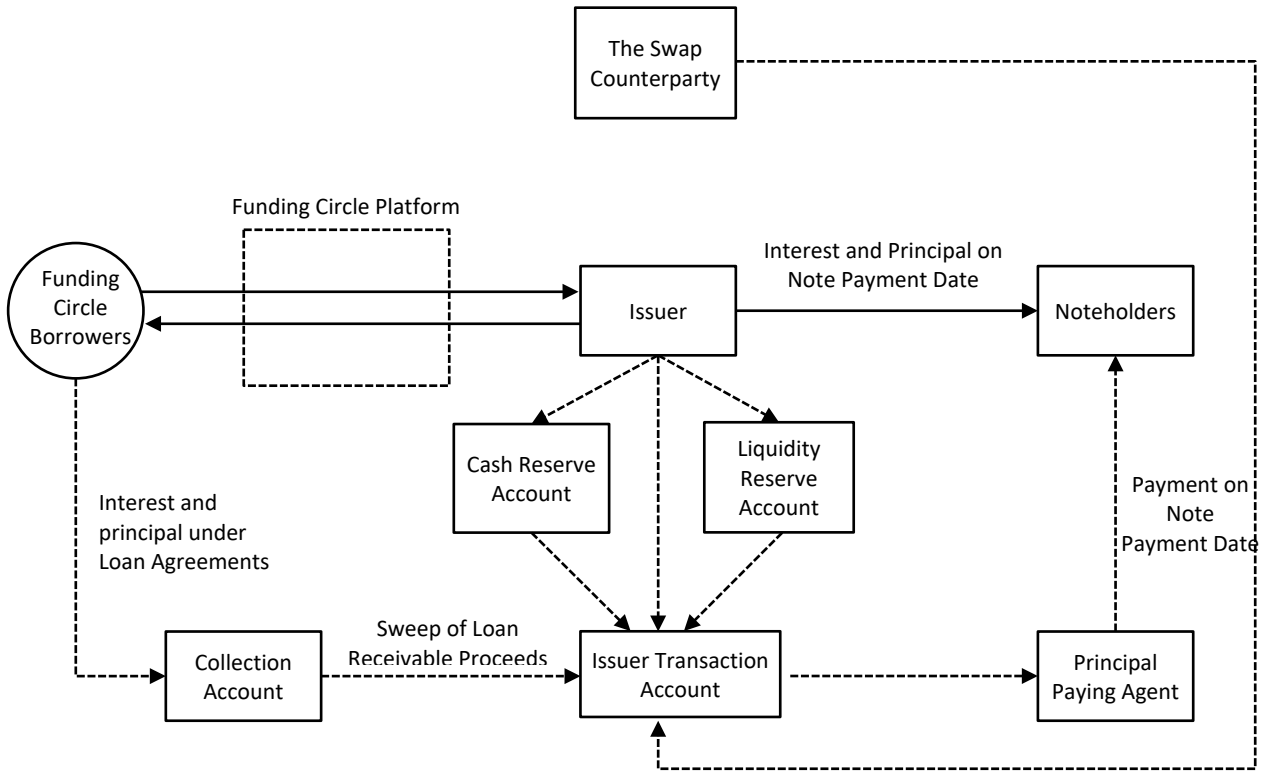 The Swap
Counterparty
Funding Circle Platform
Funding
Circle
Borrowers
Issuer
Interest and Principal on
Note Payment Date
Noteholders
Cash Reserve
Account
Liquidity
Reserve
Account
Interest and
principal under
Loan Agreements
Payment on
Note
Payment Date
Collection
Account
Sweep of Loan
Receivable Proceeds
Issuer Transaction
Account
Principal
Paying Agent